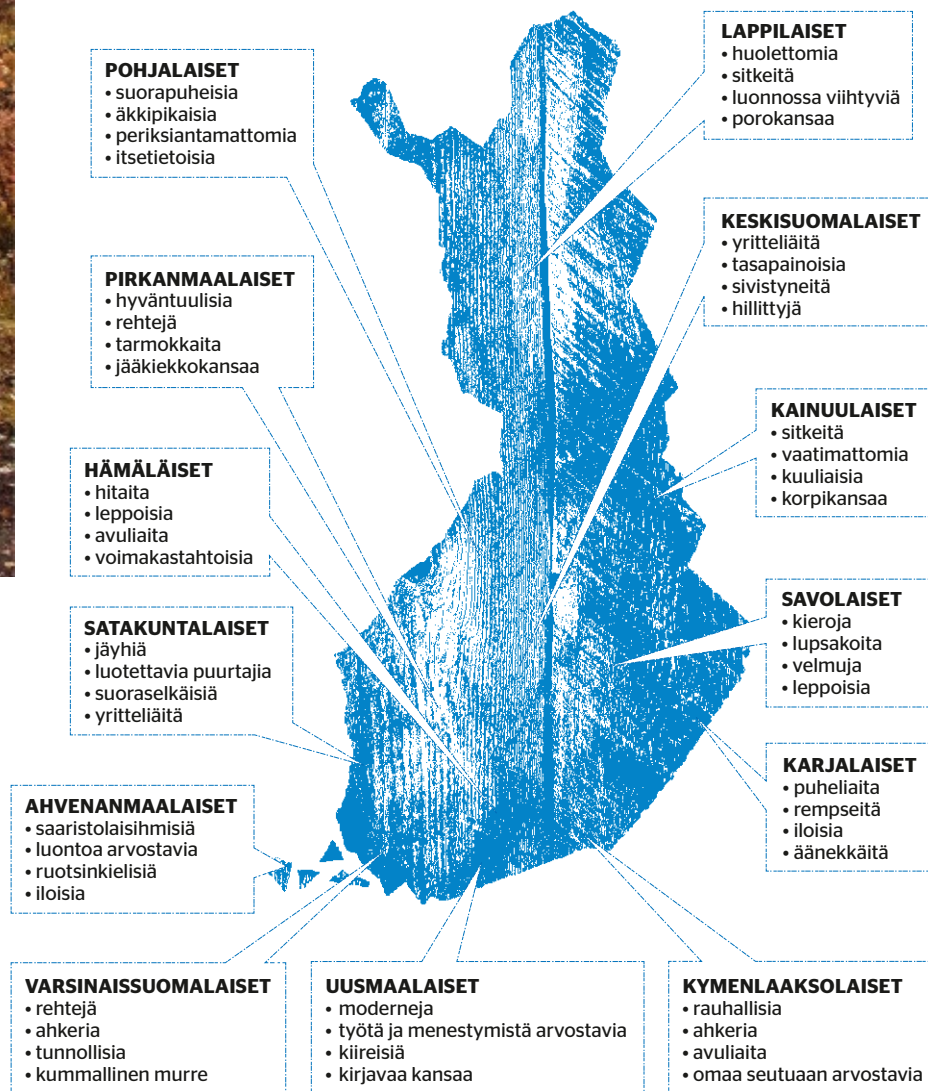 POHJALAISET
• suorapuheisia
• äkkipikaisia
• periksiantamattomia
• itsetietoisia
LAPPILAISET
• huolettomia
• sitkeitä
• luonnossa viihtyviä
• porokansaa
PIRKANMAALAISET
• hyväntuulisia
• rehtejä
• tarmokkaita
• jääkiekkokansaa
KESKISUOMALAISET
• yritteliäitä
• tasapainoisia
• sivistyneitä
• hillittyjä
HÄMÄLÄISET
• hitaita
• leppoisia
• avuliaita
• voimakastahtoisia
KAINUULAISET
• sitkeitä
• vaatimattomia
• kuuliaisia
• korpikansaa
SATAKUNTALAISET
• jäyhiä
• luotettavia puurtajia
• suoraselkäisiä
• yritteliäitä
SAVOLAISET
• kieroja
• lupsakoita
• velmuja
• leppoisia
AHVENANMAALAISET
• saaristolaisihmisiä
• luontoa arvostavia
• ruotsinkielisiä
• iloisia
KARJALAISET
• puheliaita
• rempseitä
• iloisia
• äänekkäitä
VARSINAISSUOMALAISET
• rehtejä
• ahkeria
• tunnollisia
• kummallinen murre
UUSMAALAISET
• moderneja
• työtä ja menestymistä arvostavia
• kiireisiä
• kirjavaa kansaa
KYMENLAAKSOLAISET
• rauhallisia
• ahkeria
• avuliaita
• omaa seutuaan arvostavia